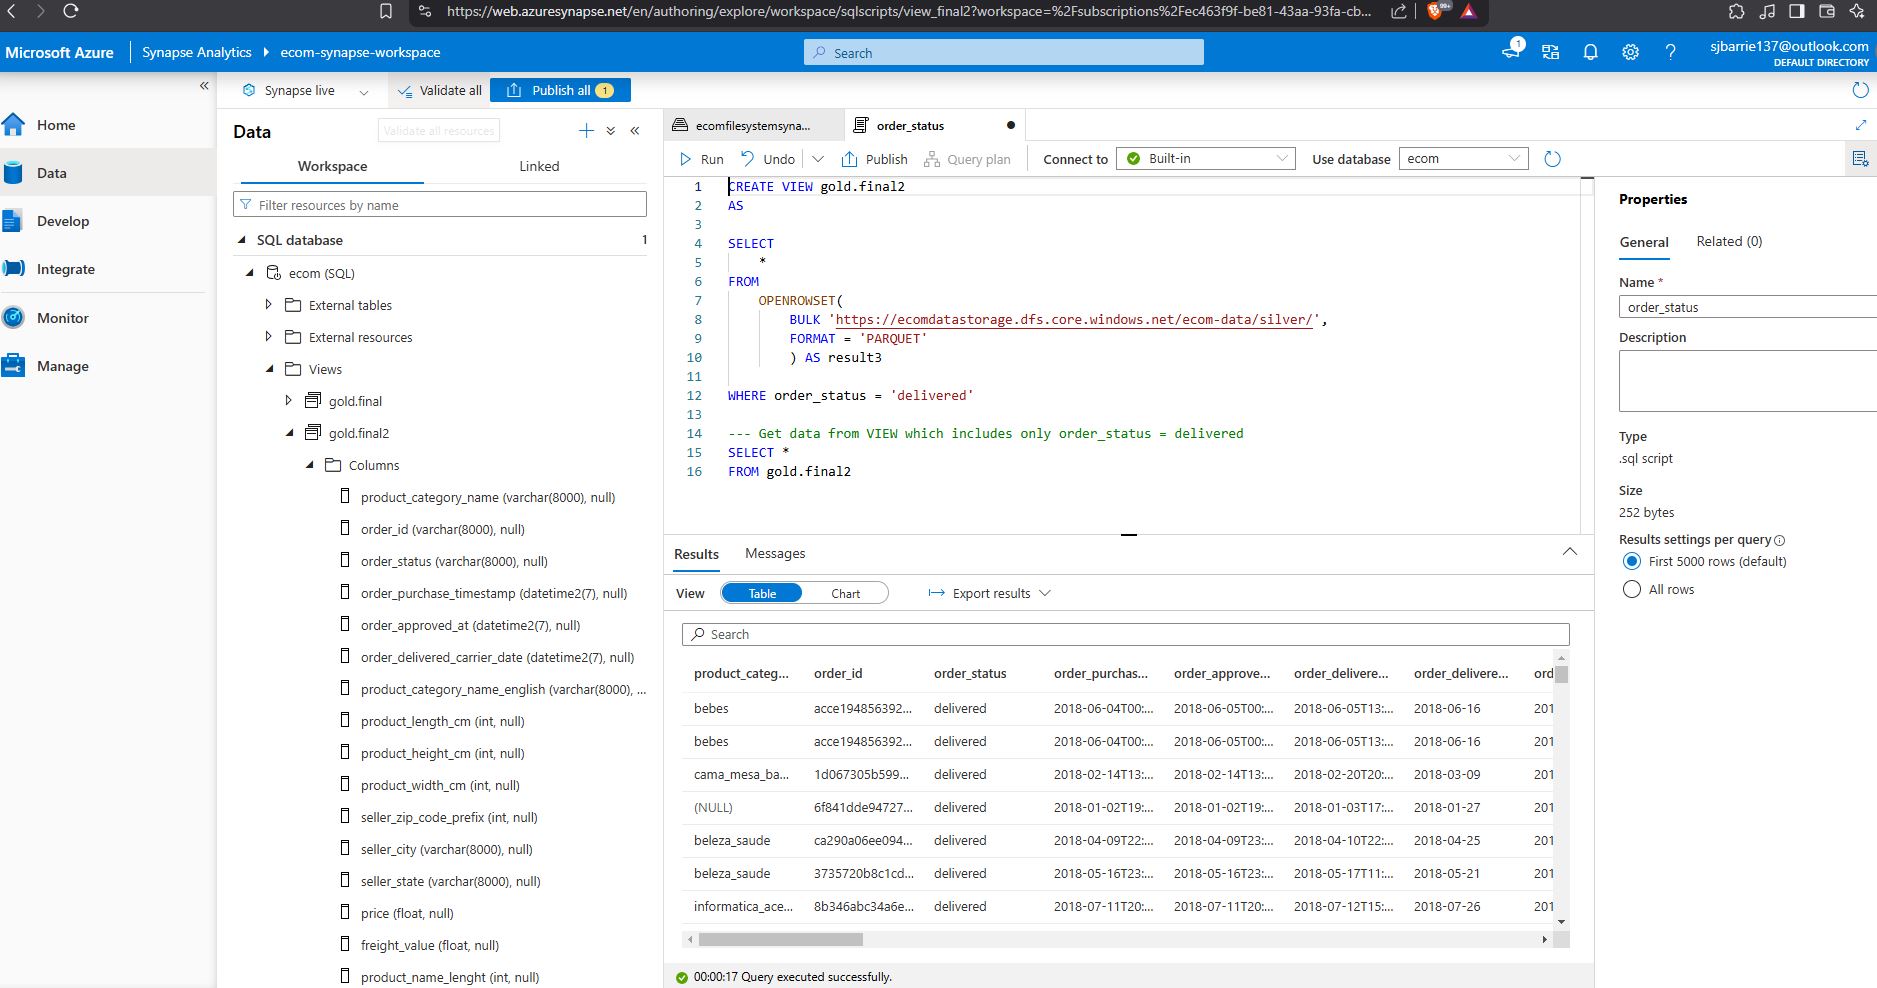 https://web.azuresynapse.net/en/authoring/explore/workspace/sqlscripts/view_final2?workspace=%2Fsubscriptions%2Fec463f9f-be81-43aa-93fa-cb...
99+
Microsoft Azure
Synapse Analytics
ecom-synapse-workspace
Search
1
sjbarrie137@outlook.com
DEFAULT DIRECTORY
Home
Data
Develop
Integrate
Monitor
Manage
Synapse live
Validate all
Publish all 1
Data
Validate all resources
Workspace
Linked
Filter resources by name
SQL database 1
ecom (SQL)
External tables
External resources
Views
gold.final
gold.final2
Columns
product_category_name (varchar(8000), null)
order_id (varchar(8000), null)
order_status (varchar(8000), null)
order_purchase_timestamp (datetime2(7), null)
order_approved_at (datetime2(7), null)
order_delivered_carrier_date (datetime2(7), null)
product_category_name_english (varchar(8000), ...
product_length_cm (int, null)
product_height_cm (int, null)
product_width_cm (int, null)
seller_zip_code_prefix (int, null)
seller_city (varchar(8000), null)
seller_state (varchar(8000), null)
price (float, null)
freight_value (float, null)
product_name_lenght (int, null)
ecomfilesystemsyna...
order_status
Run Undo Publish Query plan Connect to Built-in Use database ecom
1 CREATE VIEW gold.final2
2 AS
3
4 SELECT
5 *
6 FROM
7 OPENROWSET(
8 BULK 'https://ecomdatastorage.dfs.core.windows.net/ecom-data/silver/',
9 FORMAT = 'PARQUET'
10 ) AS result3
11
12 WHERE order_status = 'delivered'
13
14 --- Get data from VIEW which includes only order_status = delivered
15 SELECT *
16 FROM gold.final2
Results Messages
View Table Chart Export results
Search
product_categ... order_id order_status order_purchas... order_approve... order_delivere... order_delivere... ord
bebes acce194856392... delivered 2018-06-04T00:... 2018-06-05T00:... 2018-06-05T13:... 2018-06-16 201
bebes acce194856392... delivered 2018-06-04T00:... 2018-06-05T00:... 2018-06-05T13:... 2018-06-16 201
cama_mesa_ba... 1d067305b599... delivered 2018-02-14T13:... 2018-02-14T13:... 2018-02-20T20:... 2018-03-09 201
(NULL) 6f841dde94727... delivered 2018-01-02T19:... 2018-01-02T19:... 2018-01-03T17:... 2018-01-27 201
beleza_saude ca290a06ee094... delivered 2018-04-09T22:... 2018-04-09T23:... 2018-04-10T22:... 2018-04-25 201
beleza_saude 3735720b8c1cd... delivered 2018-05-16T23:... 2018-05-16T23:... 2018-05-17T11:... 2018-05-21 201
informatica_ace... 8b346abc34a6e... delivered 2018-07-11T20:... 2018-07-11T20:... 2018-07-12T15:... 2018-07-26 201
00:00:17 Query executed successfully.
Properties
General Related (0)
Name *
order_status
Description
Type
.sql script
Size
252 bytes
Results settings per query
First 5000 rows (default)
All rows